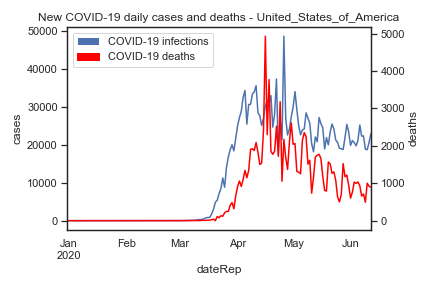 New COVID-19 daily cases and deaths - United_States_of_America
COVID-19 infections
COVID-19 deaths
50000
40000
30000
20000
10000
0
cases
5000
4000
3000
2000
1000
0
deaths
Jan Feb Mar Apr May Jun
2020
dateRep